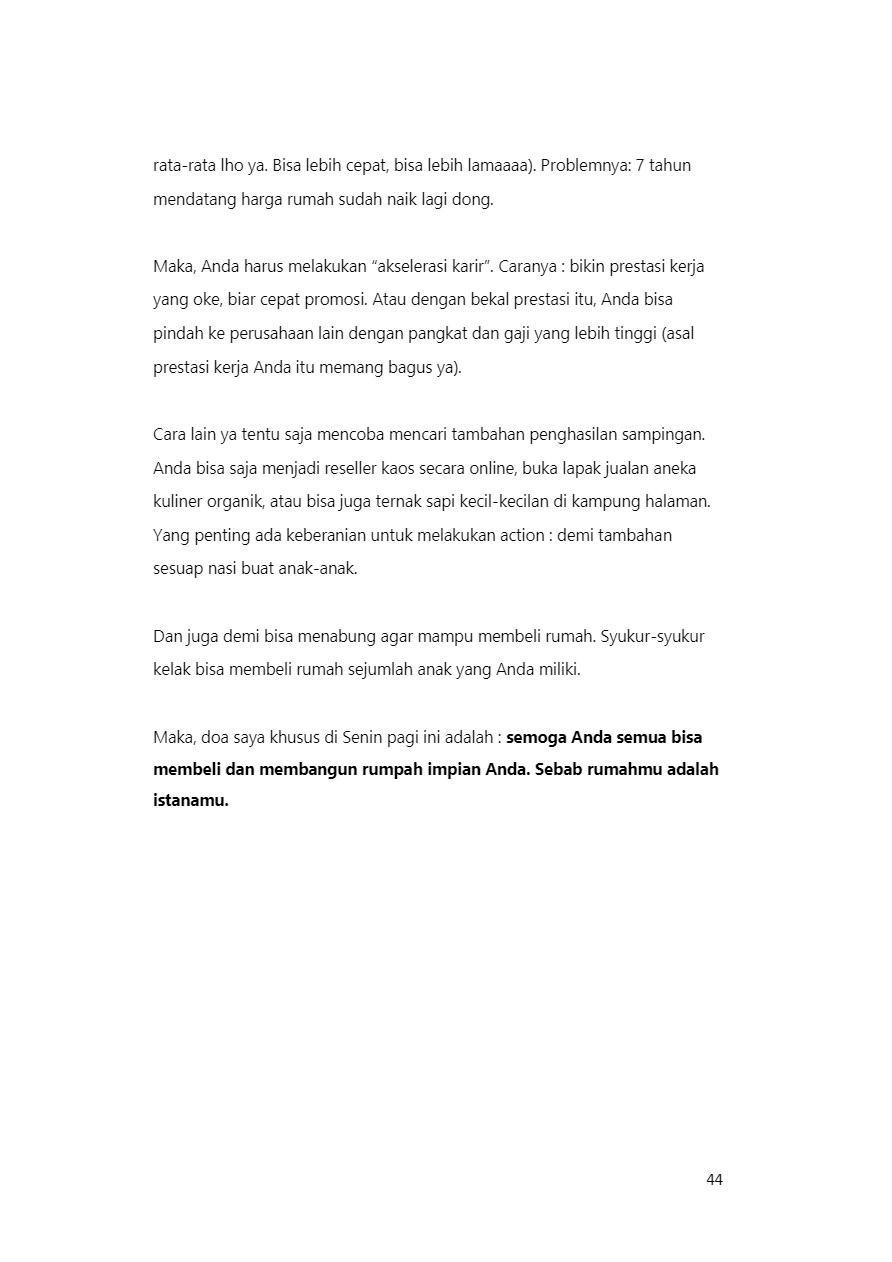 rata-rata lho ya. Bisa lebih cepat, bisa lebih lamaaaa). Problemnya: 7 tahun
mendatang harga rumah sudah naik lagi dong.
Maka, Anda harus melakukan “akselerasi karir”. Caranya : bikin prestasi kerja
yang oke, biar cepat promosi. Atau dengan bekal prestasi itu, Anda bisa
pindah ke perusahaan lain dengan pangkat dan gaji yang lebih tinggi (asal
prestasi kerja Anda itu memang bagus ya).
Cara lain ya tentu saja mencoba mencari tambahan penghasilan sampingan.
Anda bisa saja menjadi reseller kaos secara online, buka lapak jualan aneka
kuliner organik, atau bisa juga ternak sapi kecil-kecilan di kampung halaman.
Yang penting ada keberanian untuk melakukan action : demi tambahan
sesuap nasi buat anak-anak.
Dan juga demi bisa menabung agar mampu membeli rumah. Syukur-syukur
kelak bisa membeli rumah sejumlah anak yang Anda miliki.
Maka, doa saya khusus di Senin pagi ini adalah : semoga Anda semua bisa
membeli dan membangun rumpah impian Anda. Sebab rumahmu adalah
istanamu.
44